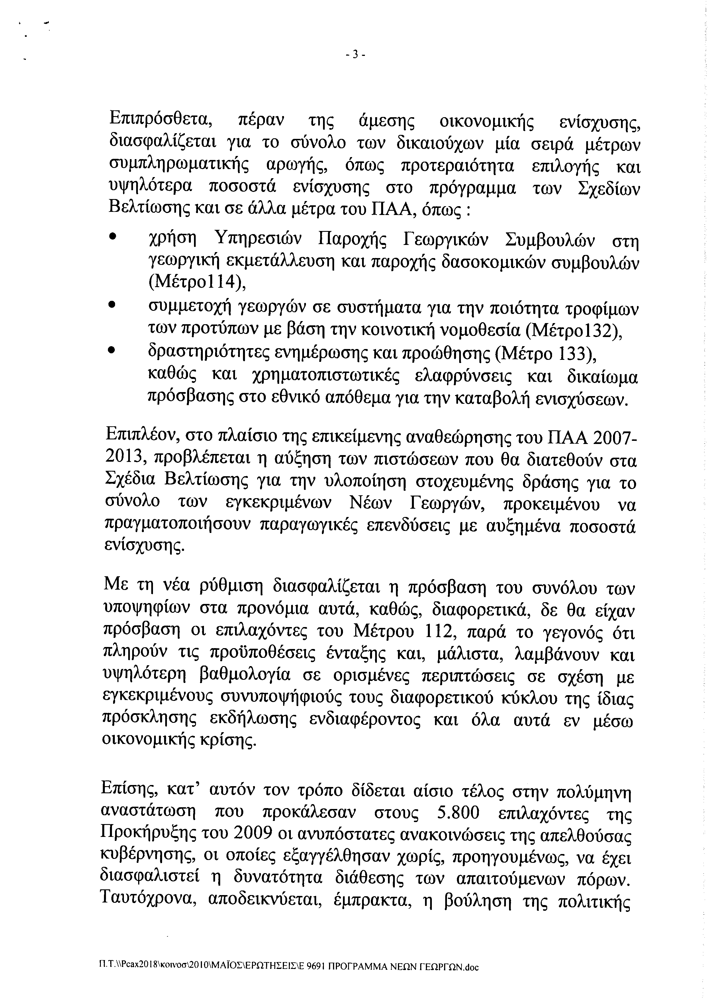 - 3 -
Επιπρόσθετα, πέραν της άμεσης οικονομικής ενίσχυσης,
διασφαλίζεται για το σύνολο των δικαιούχων μία σειρά μέτρων
συμπληρωματικής αρωγής, όπως προτεραιότητα επιλογής και
υψηλότερα ποσοστά ενίσχυσης στο πρόγραμμα των Σχεδίων
Βελτίωσης και σε άλλα μέτρα του ΠΑΑ, όπως :
• χρήση Υπηρεσιών Παροχής Γεωργικών Συμβουλών στη
γεωργική εκμετάλλευση και παροχής δασοκομικών συμβουλών
(Μέτρο114),
• συμμετοχή γεωργών σε συστήματα για την ποιότητα τροφίμων
των προτύπων με βάση την κοινοτική νομοθεσία (Μέτρο132),
• δραστηριότητες ενημέρωσης και προώθησης (Μέτρο 133),
καθώς και χρηματοπιστωτικές ελαφρύνσεις και δικαίωμα
πρόσβασης στο εθνικό απόθεμα για την καταβολή ενισχύσεων.
Επιπλέον, στο πλαίσιο της επικείμενης αναθεώρησης του ΠΑΑ 2007-
2013, προβλέπεται η αύξηση των πιστώσεων που θα διατεθούν στα
Σχέδια Βελτίωσης για την υλοποίηση στοχευμένης δράσης για το
σύνολο των εγκεκριμένων Νέων Γεωργών, προκειμένου να
πραγματοποιήσουν παραγωγικές επενδύσεις με αυξημένα ποσοστά
ενίσχυσης.
Με τη νέα ρύθμιση διασφαλίζεται η πρόσβαση του συνόλου των
υποψηφίων στα προνόμια αυτά, καθώς, διαφορετικά, δε θα είχαν
πρόσβαση οι επιλαχόντες του Μέτρου 112, παρά το γεγονός ότι
πληρούν τις προϋποθέσεις ένταξης και, μάλιστα, λαμβάνουν και
υψηλότερη βαθμολογία σε ορισμένες περιπτώσεις σε σχέση με
εγκεκριμένους συνυποψήφιούς τους διαφορετικού κύκλου της ίδιας
πρόσκλησης εκδήλωσης ενδιαφέροντος και όλα αυτά εν μέσω
οικονομικής κρίσης.
Επίσης, κατ’ αυτόν τον τρόπο δίδεται αίσιο τέλος στην πολύμηνη
αναστάτωση που προκάλεσαν στους 5.800 επιλαχόντες της
Προκήρυξης του 2009 οι ανυπόστατες ανακοινώσεις της απελθούσας
κυβέρνησης, οι οποίες εξαγγέλθησαν χωρίς, προηγουμένως, να έχει
διασφαλιστεί η δυνατότητα διάθεσης των απαιτούμενων πόρων.
Ταυτόχρονα, αποδεικνύεται, έμπρακτα, η βούληση της πολιτικής
Π.Τ.\\Pcax2018\κοινοσ\2010\ΜΑΪΟΣ\ΕΡΩΤΗΣΕΙΣ\Ε 9691 ΠΡΟΓΡΑΜΜΑ ΝΕΩΝ ΓΕΩΡΓΩΝ.doc